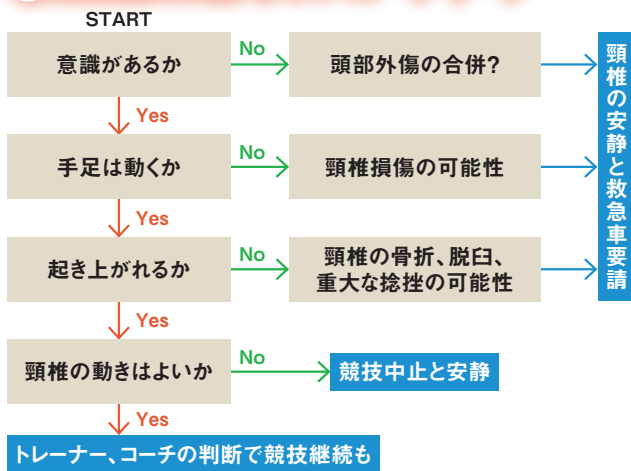 START
意識があるか
No
頭部外傷の合併?
Yes
手足は動くか
No
頸椎損傷の可能性
Yes
起き上がれるか
No
頸椎の骨折、脱臼、
重大な捻挫の可能性
頸椎の安静と救急車要請
Yes
頸椎の動きはよいか
No
競技中止と安静
Yes
トレーナー、コーチの判断で競技継続も